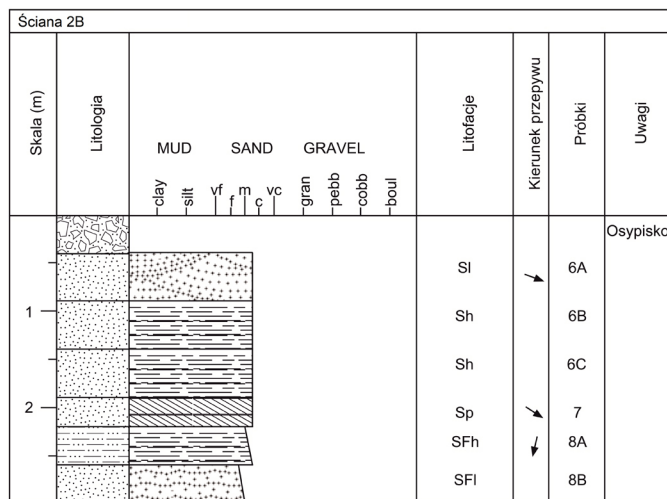 Ściana 2B
Skala (m)
Litologia
MUD SAND GRAVEL
clay
silt
vf
f
m
c
vc
gran
pebb
cobb
boul
Litofacje
Kierunek przepywu
Próbki
Uwagi
Osypisko
Sl 6A
1 Sh 6B
Sh 6C
2 Sp 7
SFh 8A
SFl 8B